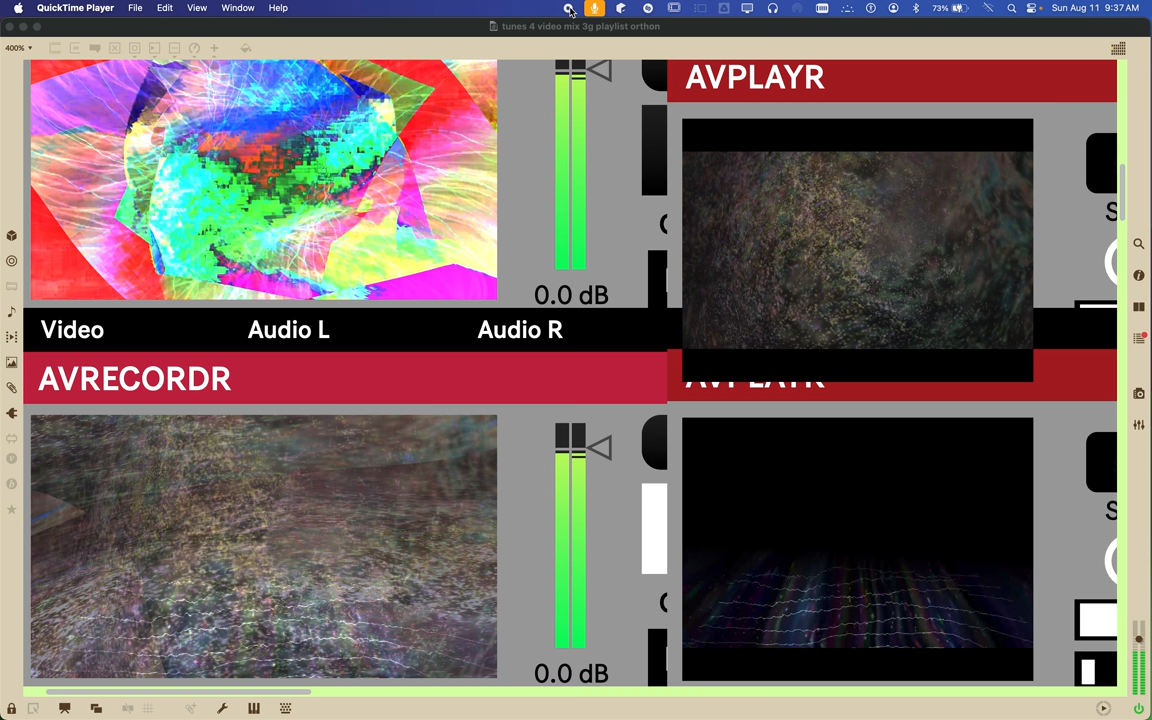 QuickTime Player File Edit View Window Help 73% Sun Aug 11 9:37 AM
tunes 4 video mix 3g playlist orthon
400%
AVPLAYR
0.0 dB
Video Audio L Audio R
AVRECORDR
0.0 dB